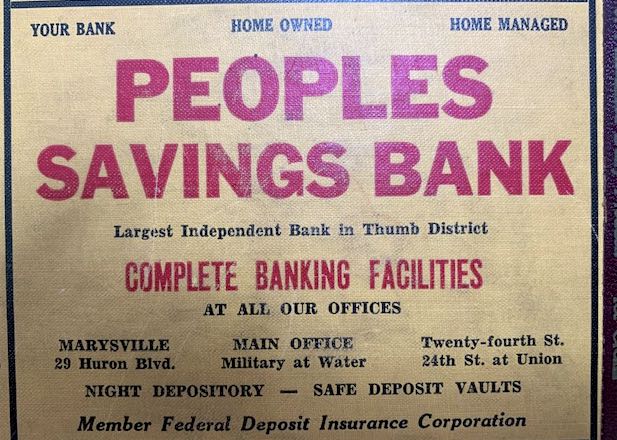 YOUR BANK HOME OWNED HOME MANAGED
PEOPLES
SAVINGS BANK
Largest Independent Bank in Thumb District
COMPLETE BANKING FACILITIES
AT ALL OUR OFFICES
MARYSVILLE MAIN OFFICE Twenty-fourth St.
29 Huron Blvd. Military at Water 24th St. at Union
NIGHT DEPOSITORY — SAFE DEPOSIT VAULTS
Member Federal Deposit Insurance Corporation